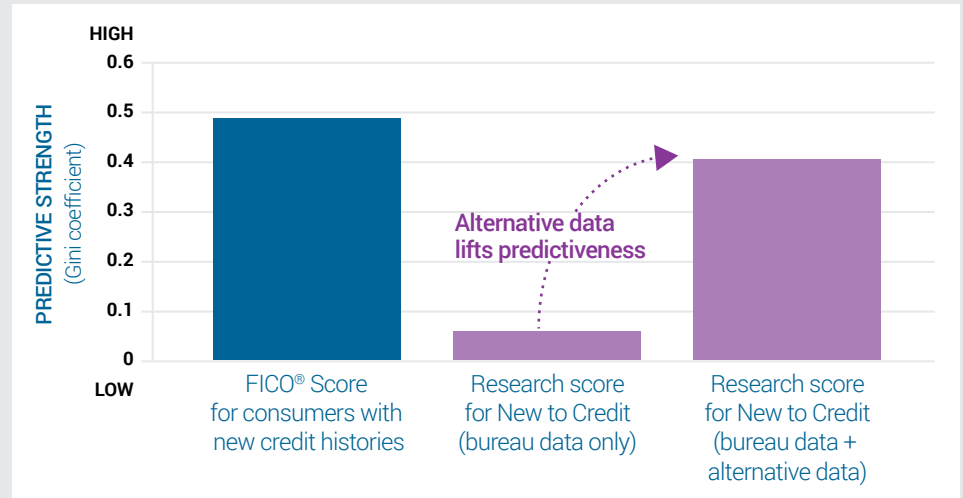 HIGH
0.6
0.5
0.4
0.3
0.2
0.1
0
LOW
PREDICTIVE STRENGTH
(Gini coefficient)
Alternative data
lifts predictiveness
FICO® Score
for consumers with
new credit histories
Research score
for New to Credit
(bureau data only)
Research score
for New to Credit
(bureau data +
alternative data)